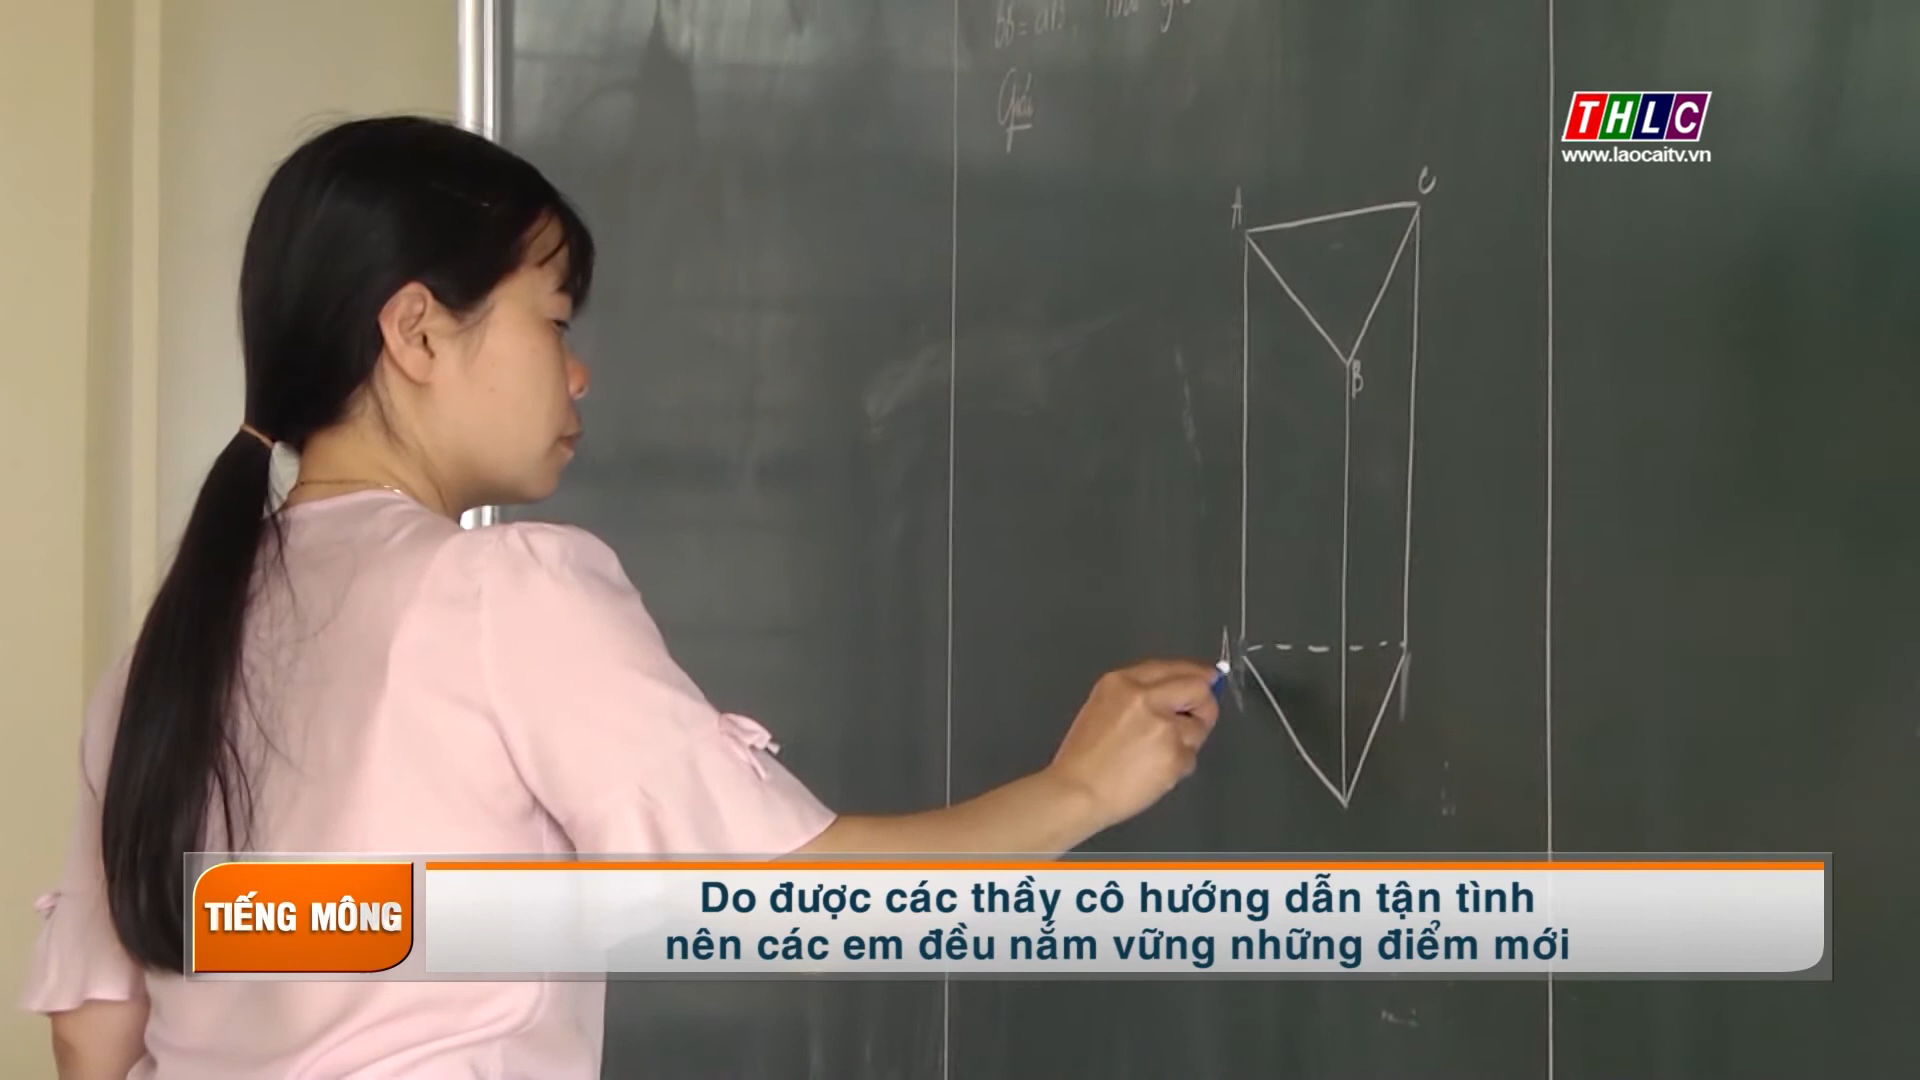 Giải
THLC
www.laocaitv.vn
A
C
B
A
TIẾNG MÔNG
Do được các thầy cô hướng dẫn tận tình
nên các em đều nắm vững những điểm mới